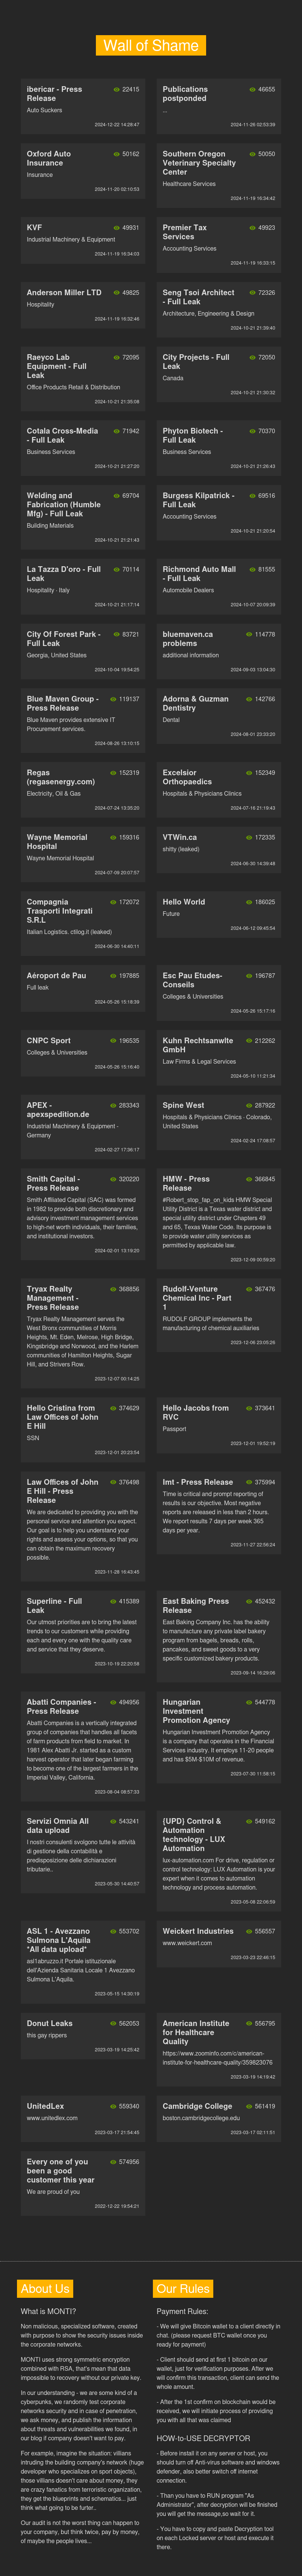 Wall of Shame
ibericar - Press
Release
22415
Auto Suckers
2024-12-22 14:28:47
Publications
postponded
46655
...
2024-11-26 02:53:39
Oxford Auto
Insurance
50162
Insurance
2024-11-20 02:10:53
Southern Oregon
Veterinary Specialty
Center
50050
Healthcare Services
2024-11-19 16:34:42
KVF
49931
Industrial Machinery & Equipment
2024-11-19 16:34:03
Premier Tax
Services
49923
Accounting Services
2024-11-19 16:33:15
Anderson Miller LTD
49825
Hospitality
2024-11-19 16:32:46
Seng Tsoi Architect
- Full Leak
72326
Architecture, Engineering & Design
2024-10-21 21:39:40
Raeyco Lab
Equipment - Full
Leak
72095
Office Products Retail & Distribution
2024-10-21 21:35:08
City Projects - Full
Leak
72050
Canada
2024-10-21 21:30:32
Cotala Cross-Media
- Full Leak
71942
Business Services
2024-10-21 21:27:20
Phyton Biotech -
Full Leak
70370
Business Services
2024-10-21 21:26:43
Welding and
Fabrication (Humble
Mfg) - Full Leak
69704
Building Materials
2024-10-21 21:21:43
Burgess Kilpatrick -
Full Leak
69516
Accounting Services
2024-10-21 21:20:54
La Tazza D'oro - Full
Leak
70114
Hospitality · Italy
2024-10-21 21:17:14
Richmond Auto Mall
- Full Leak
81555
Automobile Dealers
2024-10-07 20:09:39
City Of Forest Park -
Full Leak
83721
Georgia, United States
2024-10-04 19:54:25
bluemaven.ca
problems
114778
additional information
2024-09-03 13:04:30
Blue Maven Group -
Press Release
119137
Blue Maven provides extensive IT
Procurement services.
2024-08-26 13:10:15
Adorna & Guzman
Dentistry
142766
Dental
2024-08-01 23:33:20
Regas
(regasenergy.com)
152319
Electricity, Oil & Gas
2024-07-24 13:35:20
Excelsior
Orthopaedics
152349
Hospitals & Physicians Clinics
2024-07-16 21:19:43
Wayne Memorial
Hospital
159316
Wayne Memorial Hospital
2024-07-09 20:07:57
VTWin.ca
172335
shitty (leaked)
2024-06-30 14:39:48
Compagnia
Trasporti Integrati
S.R.L
172072
Italian Logistics. ctilog.it (leaked)
2024-06-30 14:40:11
Hello World
186025
Future
2024-06-12 09:45:54
Aéroport de Pau
197885
Full leak
2024-05-26 15:18:39
Esc Pau Etudes-
Conseils
196787
Colleges & Universities
2024-05-26 15:17:16
CNPC Sport
196535
Colleges & Universities
2024-05-26 15:16:40
Kuhn Rechtsanwlte
GmbH
212262
Law Firms & Legal Services
2024-05-10 11:21:34
APEX -
apexspedition.de
283343
Industrial Machinery & Equipment ·
Germany
2024-02-27 17:36:17
Spine West
287922
Hospitals & Physicians Clinics · Colorado,
United States
2024-02-24 17:08:57
Smith Capital -
Press Release
320220
Smith Affiliated Capital (SAC) was formed
in 1982 to provide both discretionary and
advisory investment management services
to high-net worth individuals, their families,
and institutional investors.
2024-02-01 13:19:20
HMW - Press
Release
366845
#Robert_stop_fap_on_kids HMW Special
Utility District is a Texas water district and
special utility district under Chapters 49
and 65, Texas Water Code. Its purpose is
to provide water utility services as
permitted by applicable law.
2023-12-09 00:59:20
Tryax Realty
Management -
Press Release
368856
Tryax Realty Management serves the
West Bronx communities of Morris
Heights, Mt. Eden, Melrose, High Bridge,
Kingsbridge and Norwood, and the Harlem
communities of Hamilton Heights, Sugar
Hill, and Strivers Row.
2023-12-07 00:14:25
Rudolf-Venture
Chemical Inc - Part
1
367476
RUDOLF GROUP implements the
manufacturing of chemical auxiliaries
2023-12-06 23:05:26
Hello Cristina from
Law Offices of John
E Hill
374629
SSN
2023-12-01 20:23:54
Hello Jacobs from
RVC
373641
Passport
2023-12-01 19:52:19
Law Offices of John
E Hill - Press
Release
376498
We are dedicated to providing you with the
personal service and attention you expect.
Our goal is to help you understand your
rights and assess your options, so that you
can obtain the maximum recovery
possible.
2023-11-28 16:43:45
Imt - Press Release
375994
Time is critical and prompt reporting of
results is our objective. Most negative
reports are released in less than 2 hours.
We report results 7 days per week 365
days per year.
2023-11-27 22:56:24
Superline - Full
Leak
415389
Our utmost priorities are to bring the latest
trends to our customers while providing
each and every one with the quality care
and service that they deserve.
2023-10-19 22:20:58
East Baking Press
Release
452432
East Baking Company Inc. has the ability
to manufacture any private label bakery
program from bagels, breads, rolls,
pancakes, and sweet goods to a very
specific customized bakery products.
2023-09-14 16:29:06
Abatti Companies -
Press Release
494956
Abatti Companies is a vertically integrated
group of companies that handles all facets
of farm products from field to market. In
1981 Alex Abatti Jr. started as a custom
harvest operator that later began farming
to become one of the largest farmers in the
Imperial Valley, California.
2023-08-04 08:57:33
Hungarian
Investment
Promotion Agency
544778
Hungarian Investment Promotion Agency
is a company that operates in the Financial
Services industry. It employs 11-20 people
and has $5M-$10M of revenue.
2023-07-30 11:58:15
Servizi Omnia All
data upload
543241
I nostri consulenti svolgono tutte le attività
di gestione della contabilità e
predisposizione delle dichiarazioni
tributarie..
2023-05-30 14:40:57
{UPD} Control &
Automation
technology - LUX
Automation
549162
lux-automation.com For drive, regulation or
control technology: LUX Automation is your
expert when it comes to automation
technology and process automation.
2023-05-08 22:06:56
ASL 1 - Avezzano
Sulmona L'Aquila
*All data upload*
553702
asl1abruzzo.it Portale istituzionale
dell'Azienda Sanitaria Locale 1 Avezzano
Sulmona L'Aquila.
2023-05-15 14:30:19
Weickert Industries
556557
www.weickert.com
2023-03-23 22:46:15
Donut Leaks
562053
this gay rippers
2023-03-19 14:25:42
American Institute
for Healthcare
Quality
556795
https://www.zoominfo.com/c/american-
institute-for-healthcare-quality/359823076
2023-03-19 14:19:42
UnitedLex
559340
www.unitedlex.com
2023-03-17 21:54:45
Cambridge College
561419
boston.cambridgecollege.edu
2023-03-17 02:11:51
Every one of you
been a good
customer this year
574956
We are proud of you
2022-12-22 19:54:21
About Us
What is MONTI?
Non malicious, specialized software, created
with purpose to show the security issues inside
the corporate networks.
MONTI uses strong symmetric encryption
combined with RSA, that's mean that data
impossible to recovery without our private key.
In our understanding - we are some kind of a
cyberpunks, we randomly test corporate
networks security and in case of penetration,
we ask money, and publish the information
about threats and vulnerabilities we found, in
our blog if company doesn't want to pay.
For example, imagine the situation: villians
intruding the building company's network (huge
developer who specializes on sport objects),
those villians doesn't care about money, they
are crazy fanatics from terroristic organization,
they get the blueprints and schematics... just
think what going to be furter..
Our audit is not the worst thing can happen to
your company, but think twice, pay by money,
of maybe the people lives...
Our Rules
Payment Rules:
- We will give Bitcoin wallet to a client directly in
chat. (please request BTC wallet once you
ready for payment)
- Client should send at first 1 bitcoin on our
wallet, just for verification purposes. After we
will confirm this transaction, client can send the
whole amount.
- After the 1st confirm on blockchain would be
received, we will initiate process of providing
you with all that was claimed
HOW-to-USE DECRYPTOR
- Before install it on any server or host, you
should turn off Anti-virus software and windows
defender, also better switch off internet
connection.
- Than you have to RUN program "As
Administrator", after decryption will be finished
you will get the message,so wait for it.
- You have to copy and paste Decryption tool
on each Locked server or host and execute it
there.